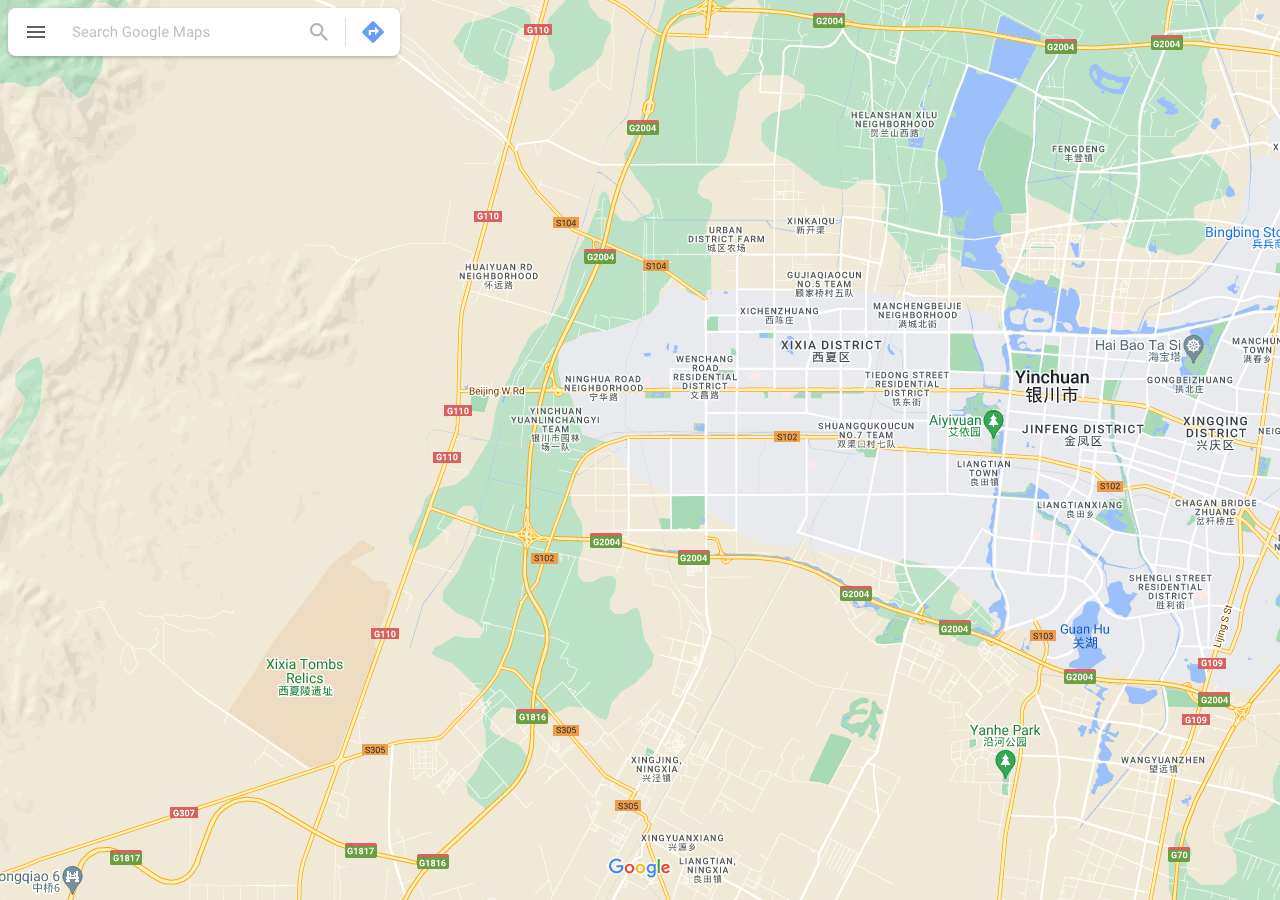 Search Google Maps
G110
G2004
G2004
G2004
G2004
HELANSHAN XILU
NEIGHBORHOOD
贺兰山西路
FENGDENG
丰登镇
G110
S104
XINKAIQU
新开渠
URBAN
DISTRICT FARM
城区农场
Bingbing Sto
兵兵商
G2004
S104
HUAIYUAN RD
NEIGHBORHOOD
怀远路
GUJIAQIAOCUN
NO.5 TEAM
顾家桥村五队
XICHENZHUANG
西陈庄
MANCHENGBEIJIE
NEIGHBORHOOD
满城北街
XIXIA DISTRICT
西夏区
Hai Bao Ta Si
海宝塔
MANCHUN
TOWN
满春乡
WENCHANG
ROAD
RESIDENTIAL
DISTRICT
文昌路
Yinchuan
银川市
GONGBEIZHUANG
拱北庄
NINGHUA ROAD
NEIGHBORHOOD
宁华路
TIEDONG STREET
RESIDENTIAL
DISTRICT
铁东街
Beijing W Rd
G110
YINCHUAN
YUANLINCHANGYI
TEAM
银川市园林
场一队
Aiyiyuan
艾依园
SHUANGQUKOUCUN
NO.7 TEAM
双渠口村七队
JINFENG DISTRICT
金凤区
XINGQING
DISTRICT
兴庆区
NEIG
S102
G110
LIANGTIAN
TOWN
良田镇
S102
LIANGTIANXIANG
良田乡
CHAGAN BRIDGE
ZHUANG
岔杆桥庄
G2004
S102
G2004
SHENGLI STREET
RESIDENTIAL
DISTRICT
胜利街
G2004
G2004
S103
Guan Hu
关湖
Lijing S St
G110
G109
Xixia Tombs
Relics
西夏陵遗址
G2004
G2004
G1816
G109
S305
Yanhe Park
沿河公园
S305
XINGJING,
NINGXIA
兴泾镇
WANGYUANZHEN
望远镇
S305
G307
XINGYUANXIANG
兴源乡
G1817
G1817
G1816
Google
LIANGTIAN,
NINGXIA
良田镇
G70
ongqiao 6
中桥6